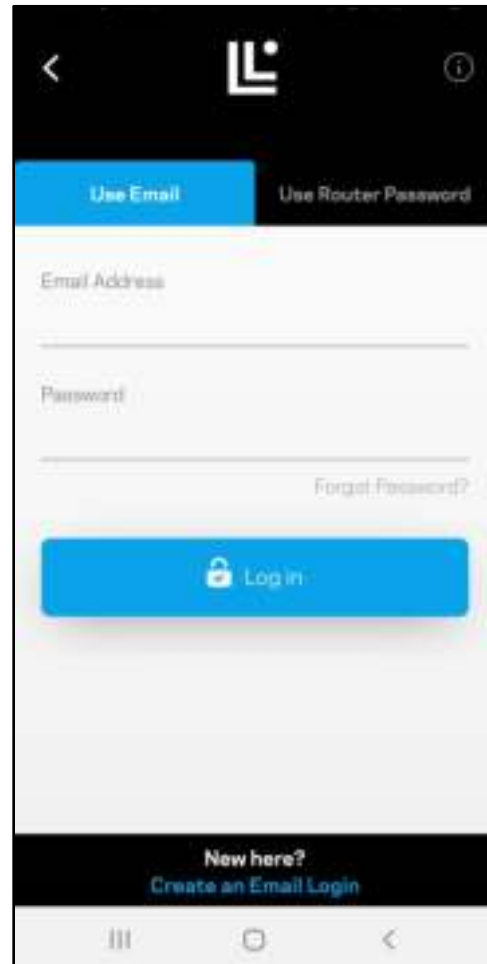 Use Email
Use Router Password
Email Address
Password
Forgot Password?
Log in
New here?
Create an Email Login